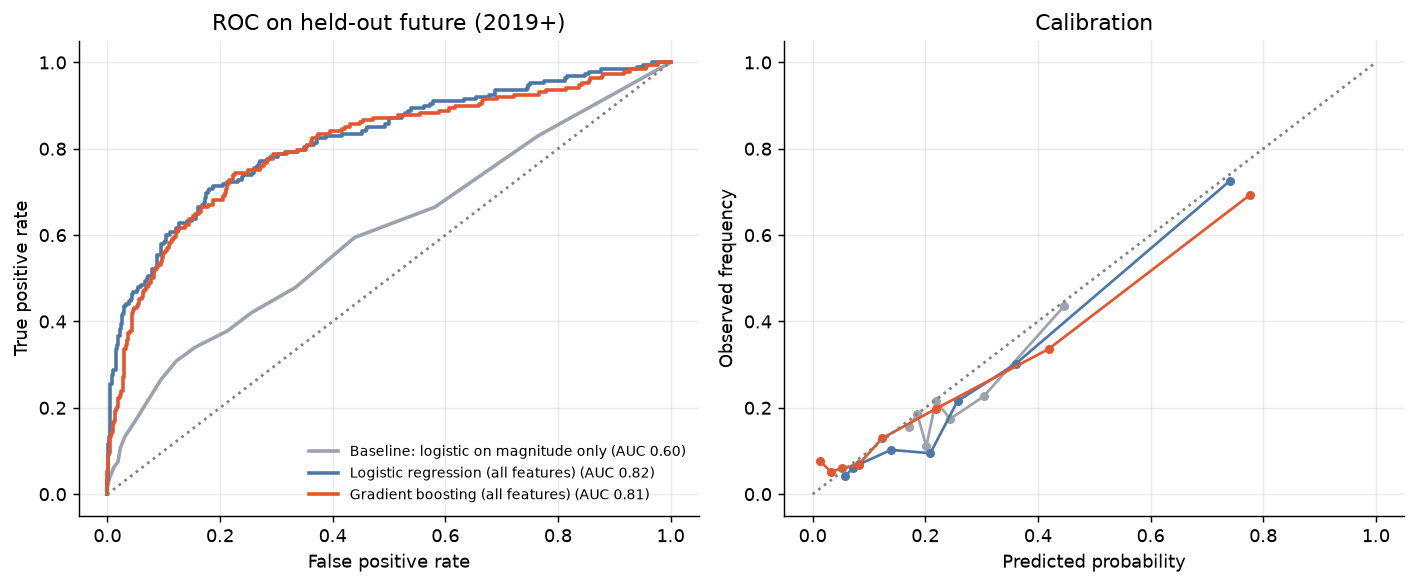 ROC on held-out future (2019+)
1.0
0.8
0.6
0.4
0.2
0.0
True positive rate
Baseline: logistic on magnitude only (AUC 0.60)
Logistic regression (all features) (AUC 0.82)
Gradient boosting (all features) (AUC 0.81)
0.0 0.2 0.4 0.6 0.8 1.0
False positive rate
Calibration
1.0
0.8
0.6
0.4
0.2
0.0
Observed frequency
0.0 0.2 0.4 0.6 0.8 1.0
Predicted probability